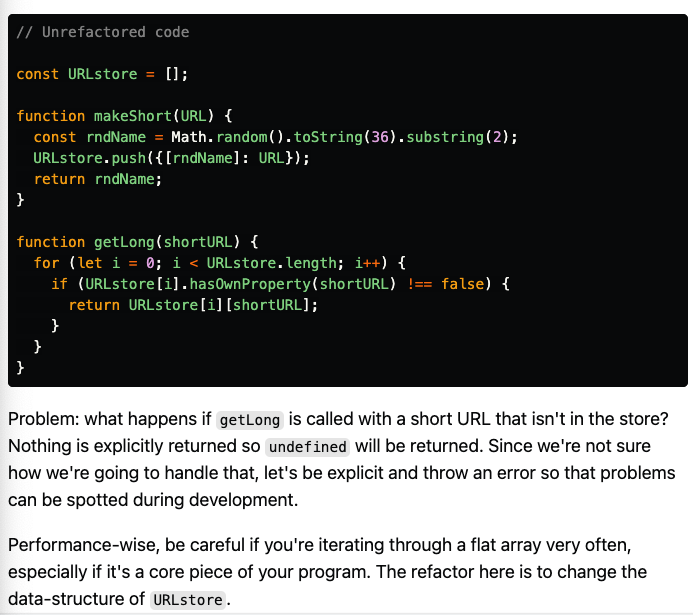 // Unrefactored code
const URLstore = [];
function makeShort(URL) {
const rndName = Math.random().toString(36).substring(2);
URLstore.push({[rndName]: URL});
return rndName;
}
function getLong(shortURL) {
for (let i = 0; i < URLstore.length; i++) {
if (URLstore[i].hasOwnProperty(shortURL) !== false) {
return URLstore[i][shortURL];
}
}
}
Problem: what happens if getLong is called with a short URL that isn't in the store?
Nothing is explicitly returned so undefined will be returned. Since we're not sure
how we're going to handle that, let's be explicit and throw an error so that problems
can be spotted during development.
Performance-wise, be careful if you're iterating through a flat array very often,
especially if it's a core piece of your program. The refactor here is to change the
data-structure of URLstore.